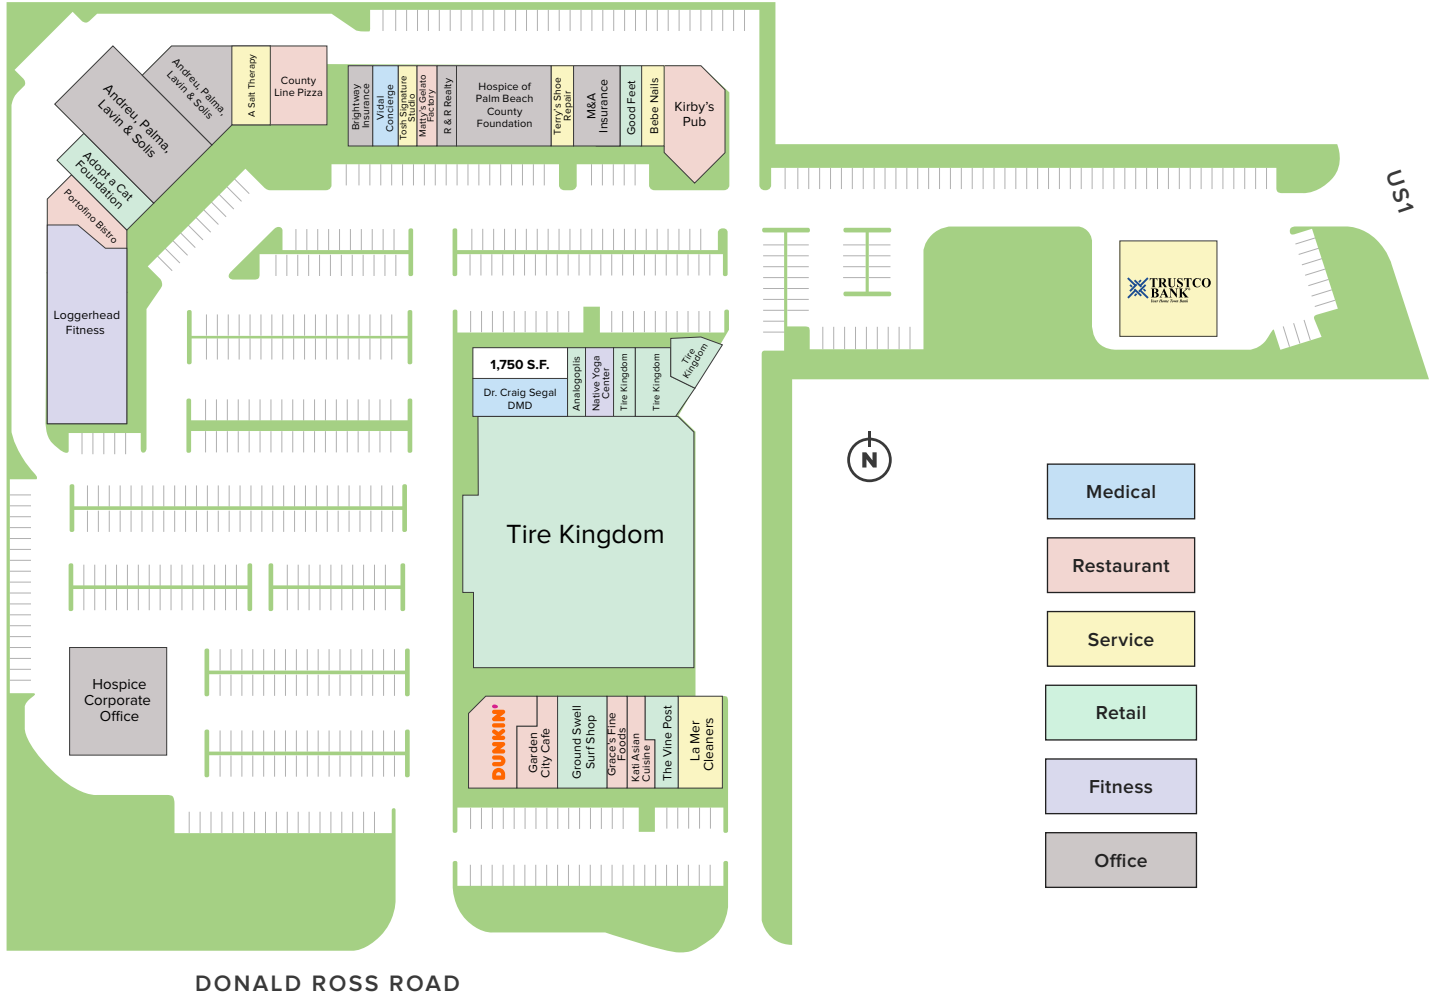 Andreu, Palma,
Lavin & Solis
Andreu, Palma,
Lavin & Solis
A Salt Therapy
County
Line Pizza
Brightway
Insurance
Vidal
Concierge
Tosh Signature
Studio
Matty's Gelato
Factory
R & R Realty
Hospice of
Palm Beach
County
Foundation
Terry's Shoe
Repair
M&A
Insurance
Good Feet
Bebe Nails
Kirby's
Pub
Adopt a Cat
Foundation
Portofino Bistro
Loggerhead
Fitness
US1
TRUSTCO
BANK
Your Home Town Bank
1,750 S.F.
Dr. Craig Segal
DMD
Analogoplis
Native Yoga
Center
Tire Kingdom
Tire Kingdom
Tire
Kingdom
Tire Kingdom
N
Medical
Restaurant
Service
Retail
Fitness
Office
Hospice
Corporate
Office
DUNKIN'
Garden
City Cafe
Ground Swell
Surf Shop
Grace's Fine
Foods
Kati Asian
Cuisine
The Vine Post
La Mer
Cleaners
DONALD ROSS ROAD